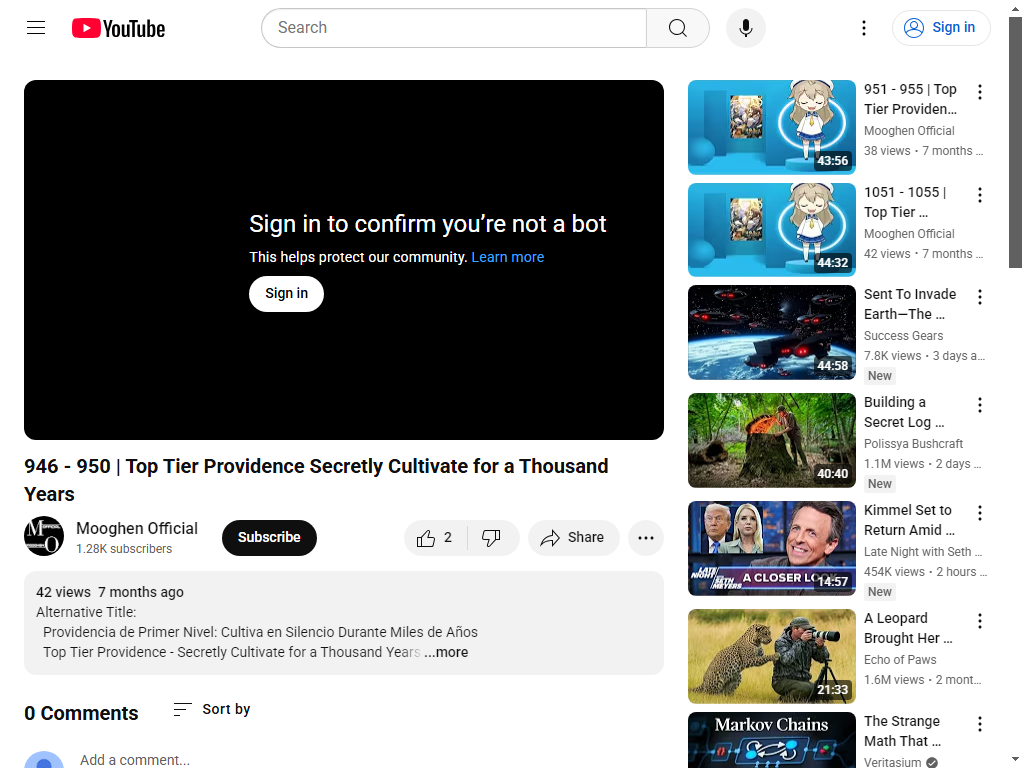 YouTube
Search
Sign in
Sign in to confirm you’re not a bot
This helps protect our community. Learn more
Sign in
946 - 950 | Top Tier Providence Secretly Cultivate for a Thousand
Years
Mooghen Official
1.28K subscribers
Subscribe
2
Share
42 views 7 months ago
Alternative Title:
Providencia de Primer Nivel: Cultiva en Silencio Durante Miles de Años
Top Tier Providence - Secretly Cultivate for a Thousand Years ...more
0 Comments
Sort by
Add a comment...
43:56
951 - 955 | Top
Tier Providen...
Mooghen Official
38 views • 7 months ...
44:32
1051 - 1055 |
Top Tier ...
Mooghen Official
42 views • 7 months ...
44:58
Sent To Invade
Earth—The ...
Success Gears
7.8K views • 3 days a...
New
40:40
Building a
Secret Log ...
Polissya Bushcraft
1.1M views • 2 days ...
New
LATE
NIGHT
SETH
MEYERS
A CLOSER LO
14:57
Kimmel Set to
Return Amid ...
Late Night with Seth ...
454K views • 2 hours ...
New
21:33
A Leopard
Brought Her ...
Echo of Paws
1.6M views • 2 mont...
Markov Chains
The Strange
Math That ...
Veritasium